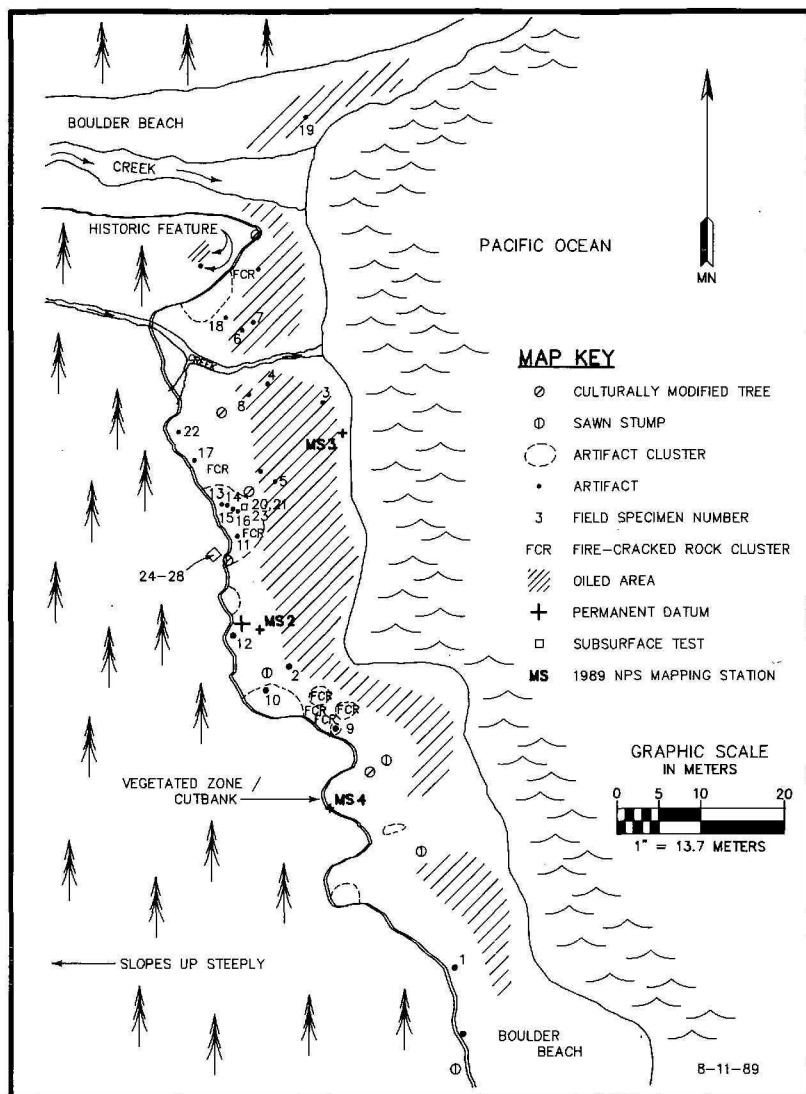 BOULDER BEACH
19
CREEK
HISTORIC FEATURE
FCR
PACIFIC OCEAN
MN
18
7
6
CREEK
4
8
3
MS3
22
17
FCR
5
13
14
20,21
15
16
23
FCR
11
24-28
MS2
12
2
10
FCR
FCR
FCR
FCR
9
VEGETATED ZONE /
CUTBANK
MS4
1
SLOPES UP STEEPLY
BOULDER
BEACH
MAP KEY
CULTURALLY MODIFIED TREE
SAWN STUMP
ARTIFACT CLUSTER
ARTIFACT
3 FIELD SPECIMEN NUMBER
FCR FIRE-CRACKED ROCK CLUSTER
OILED AREA
PERMANENT DATUM
SUBSURFACE TEST
MS 1989 NPS MAPPING STATION
GRAPHIC SCALE
IN METERS
0 5 10 20
1" = 13.7 METERS
8-11-89